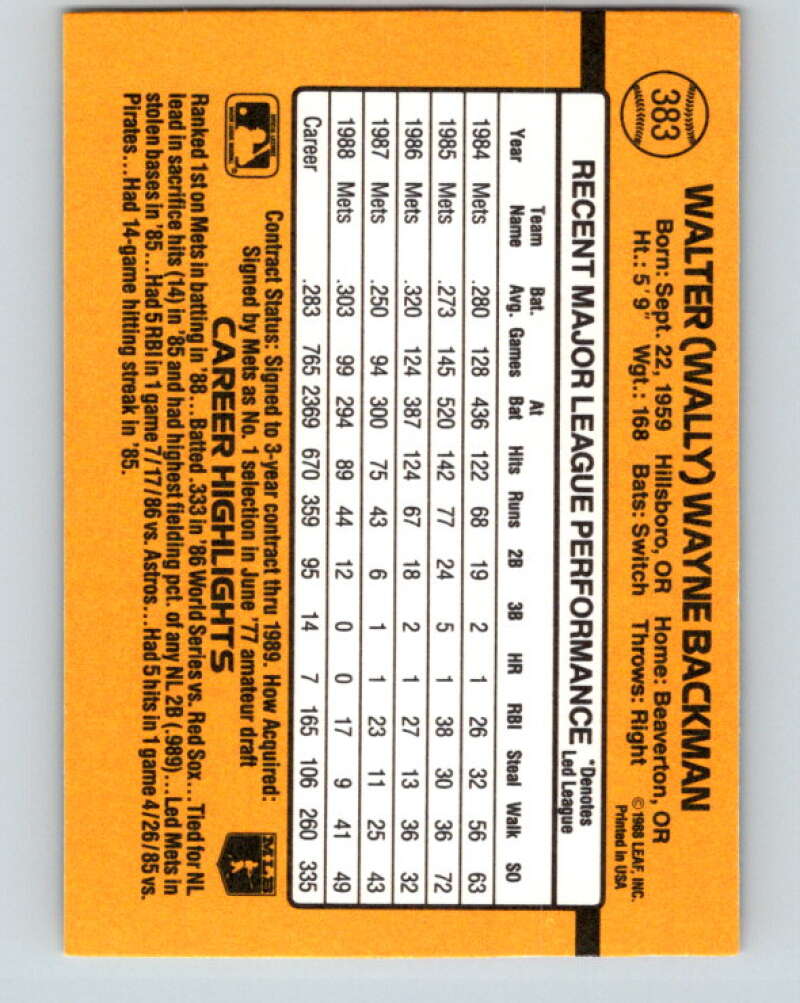 383
WALTER (WALLY) WAYNE BACKMAN
Born: Sept. 22, 1959 Hillsboro, OR Home: Beaverton, OR
Ht.: 5'9" Wgt.: 168 Bats: Switch Throws: Right
© 1988 LEAF, INC.
Printed in USA
RECENT MAJOR LEAGUE PERFORMANCE *Denotes Led League
Year Team Name Bat. Avg. Games At Bat Hits Runs 2B 3B HR RBI Steal Walk SO
1984 Mets .280 128 436 122 68 19 2 1 26 32 56 63
1985 Mets .273 145 520 142 77 24 5 1 38 30 36 72
1986 Mets .320 124 387 124 67 18 2 1 27 13 36 32
1987 Mets .250 94 300 75 43 6 1 1 23 11 25 43
1988 Mets .303 99 294 89 44 12 0 0 17 9 41 49
Career .283 765 2369 670 359 95 14 7 165 106 260 335
Contract Status: Signed to 3-year contract thru 1989. How Acquired:
Signed by Mets as No. 1 selection in June '77 amateur draft
MLB
CAREER HIGHLIGHTS
Ranked 1st on Mets in batting in '88...Batted .333 in '86 World Series vs. Red Sox....Tied for NL
lead in sacrifice hits (14) in '85 and had highest fielding pct. of any NL 2B (.989)...Led Mets in
stolen bases in '85...Had 5 RBI in 1 game 7/17/86 vs. Astros...Had 5 hits in 1 game 4/26/85 vs.
Pirates...Had 14-game hitting streak in '85.